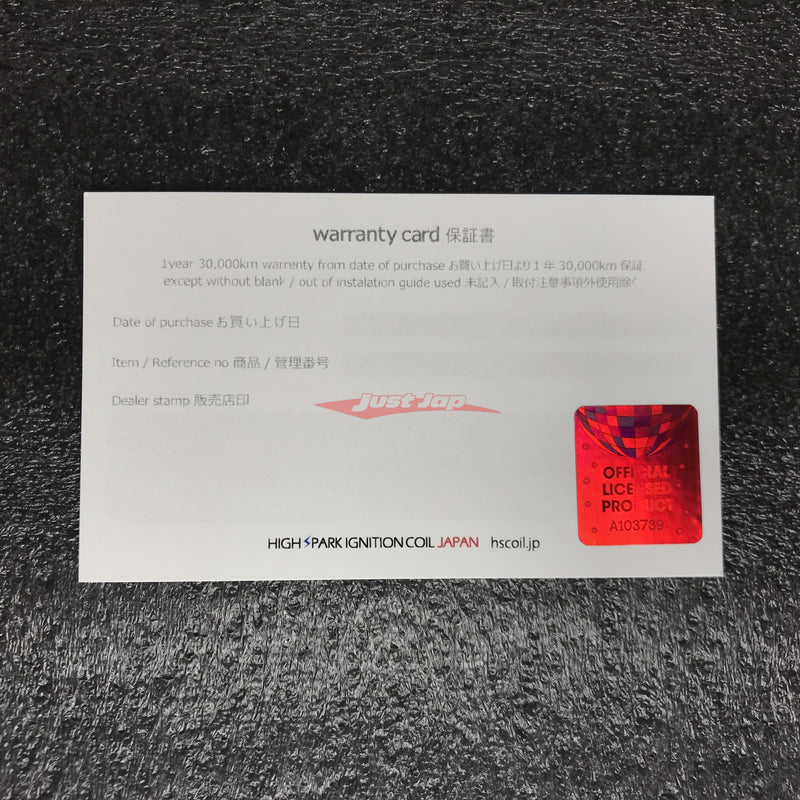 warranty card 保証書
1year 30,000km warrenty from date of purchase お買い上げ日より1年30,000km 保証
except without blank / out of instalation guide used 未記入 / 取付注意事項外使用除く
Date of purchase お買い上げ日
Item / Reference no 商品 / 管理番号
Dealer stamp 販売店印
Just Jap
OFFICIAL
LICENSED
PRODUCT
A103739
HIGH SPARK IGNITION COIL JAPAN hscoil.jp